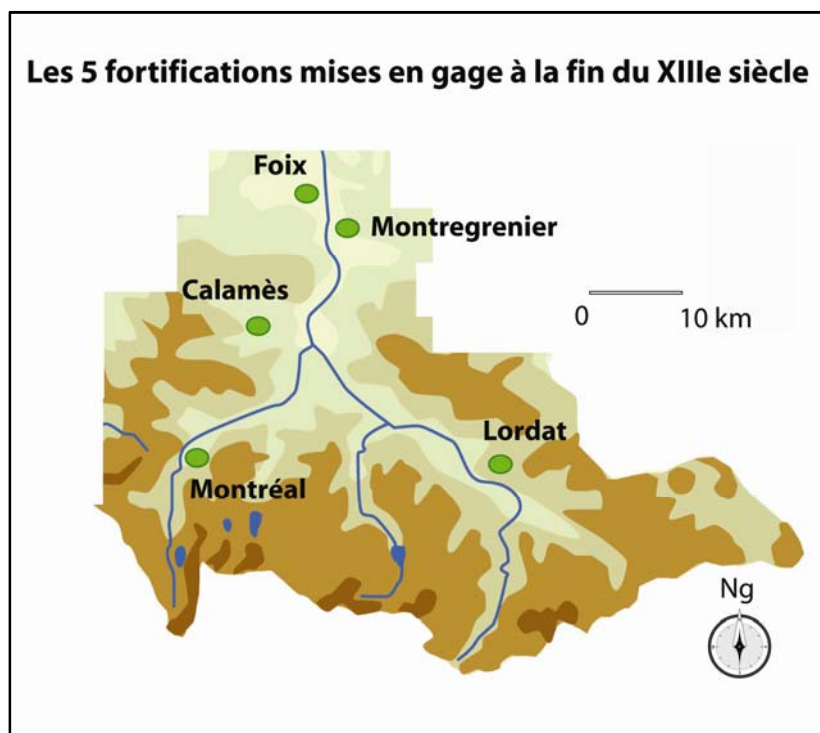 Les 5 fortifications mises en gage à la fin du XIIIe siècle
Foix
Montregrenier
Calamès
0 10 km
Lordat
Montréal
Ng